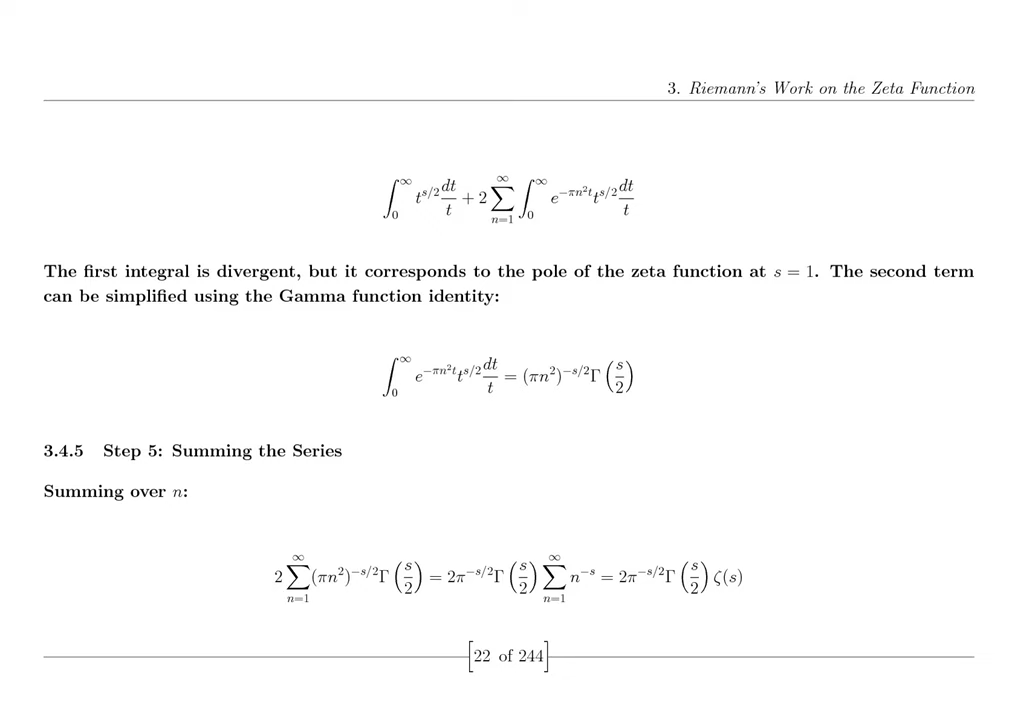 3. Riemann's Work on the Zeta Function
∫₀^∞ t^{s/2} dt/t + 2 ∑_{n=1}^∞ ∫₀^∞ e^{−πn²t} t^{s/2} dt/t
The first integral is divergent, but it corresponds to the pole of the zeta function at s = 1. The second term
can be simplified using the Gamma function identity:
∫₀^∞ e^{−πn²t} t^{s/2} dt/t = (πn²)^{−s/2} Γ(s/2)
3.4.5 Step 5: Summing the Series
Summing over n:
2 ∑_{n=1}^∞ (πn²)^{−s/2} Γ(s/2) = 2π^{−s/2} Γ(s/2) ∑_{n=1}^∞ n^{−s} = 2π^{−s/2} Γ(s/2) ζ(s)
[22 of 244]